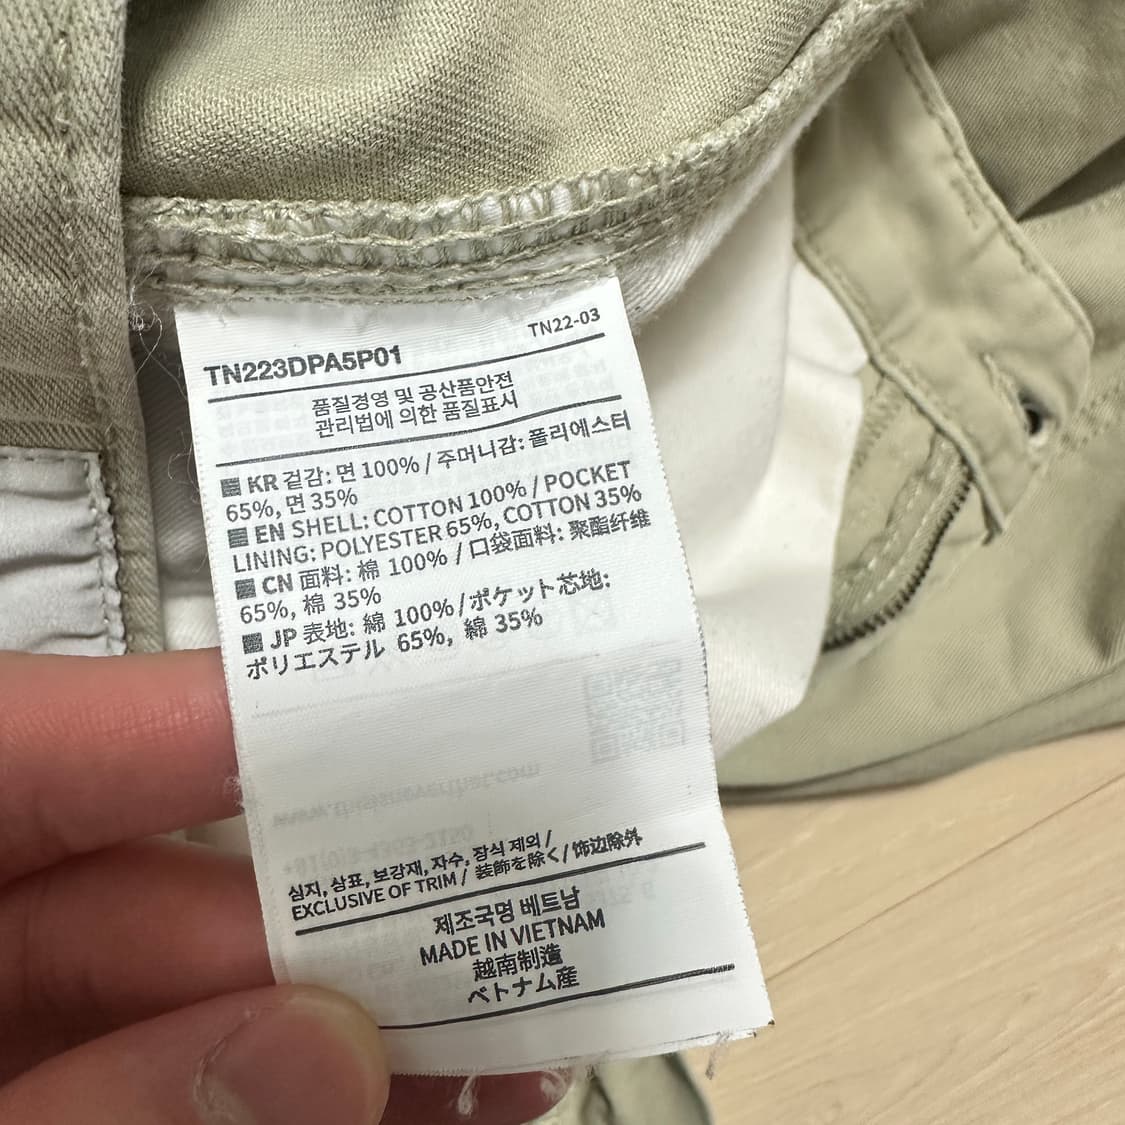 TN22-03
TN223DPA5P01
품질경영 및 공산품안전
관리법에 의한 품질표시
KR 겉감: 면 100% / 주머니감: 폴리에스터
65%, 면 35%
EN SHELL: COTTON 100% / POCKET
LINING: POLYESTER 65%, COTTON 35%
CN 面料: 棉 100% / 口袋面料: 聚酯纤维
65%, 棉 35%
JP 表地: 綿 100% / ポケット芯地:
ポリエステル 65%, 綿 35%
www.thisisneverthat.com
심지, 상표, 보강재, 자수, 장식 제외 /
EXCLUSIVE OF TRIM / 装飾を除く / 饰边除外
제조국명 베트남
MADE IN VIETNAM
越南制造
ベトナム産